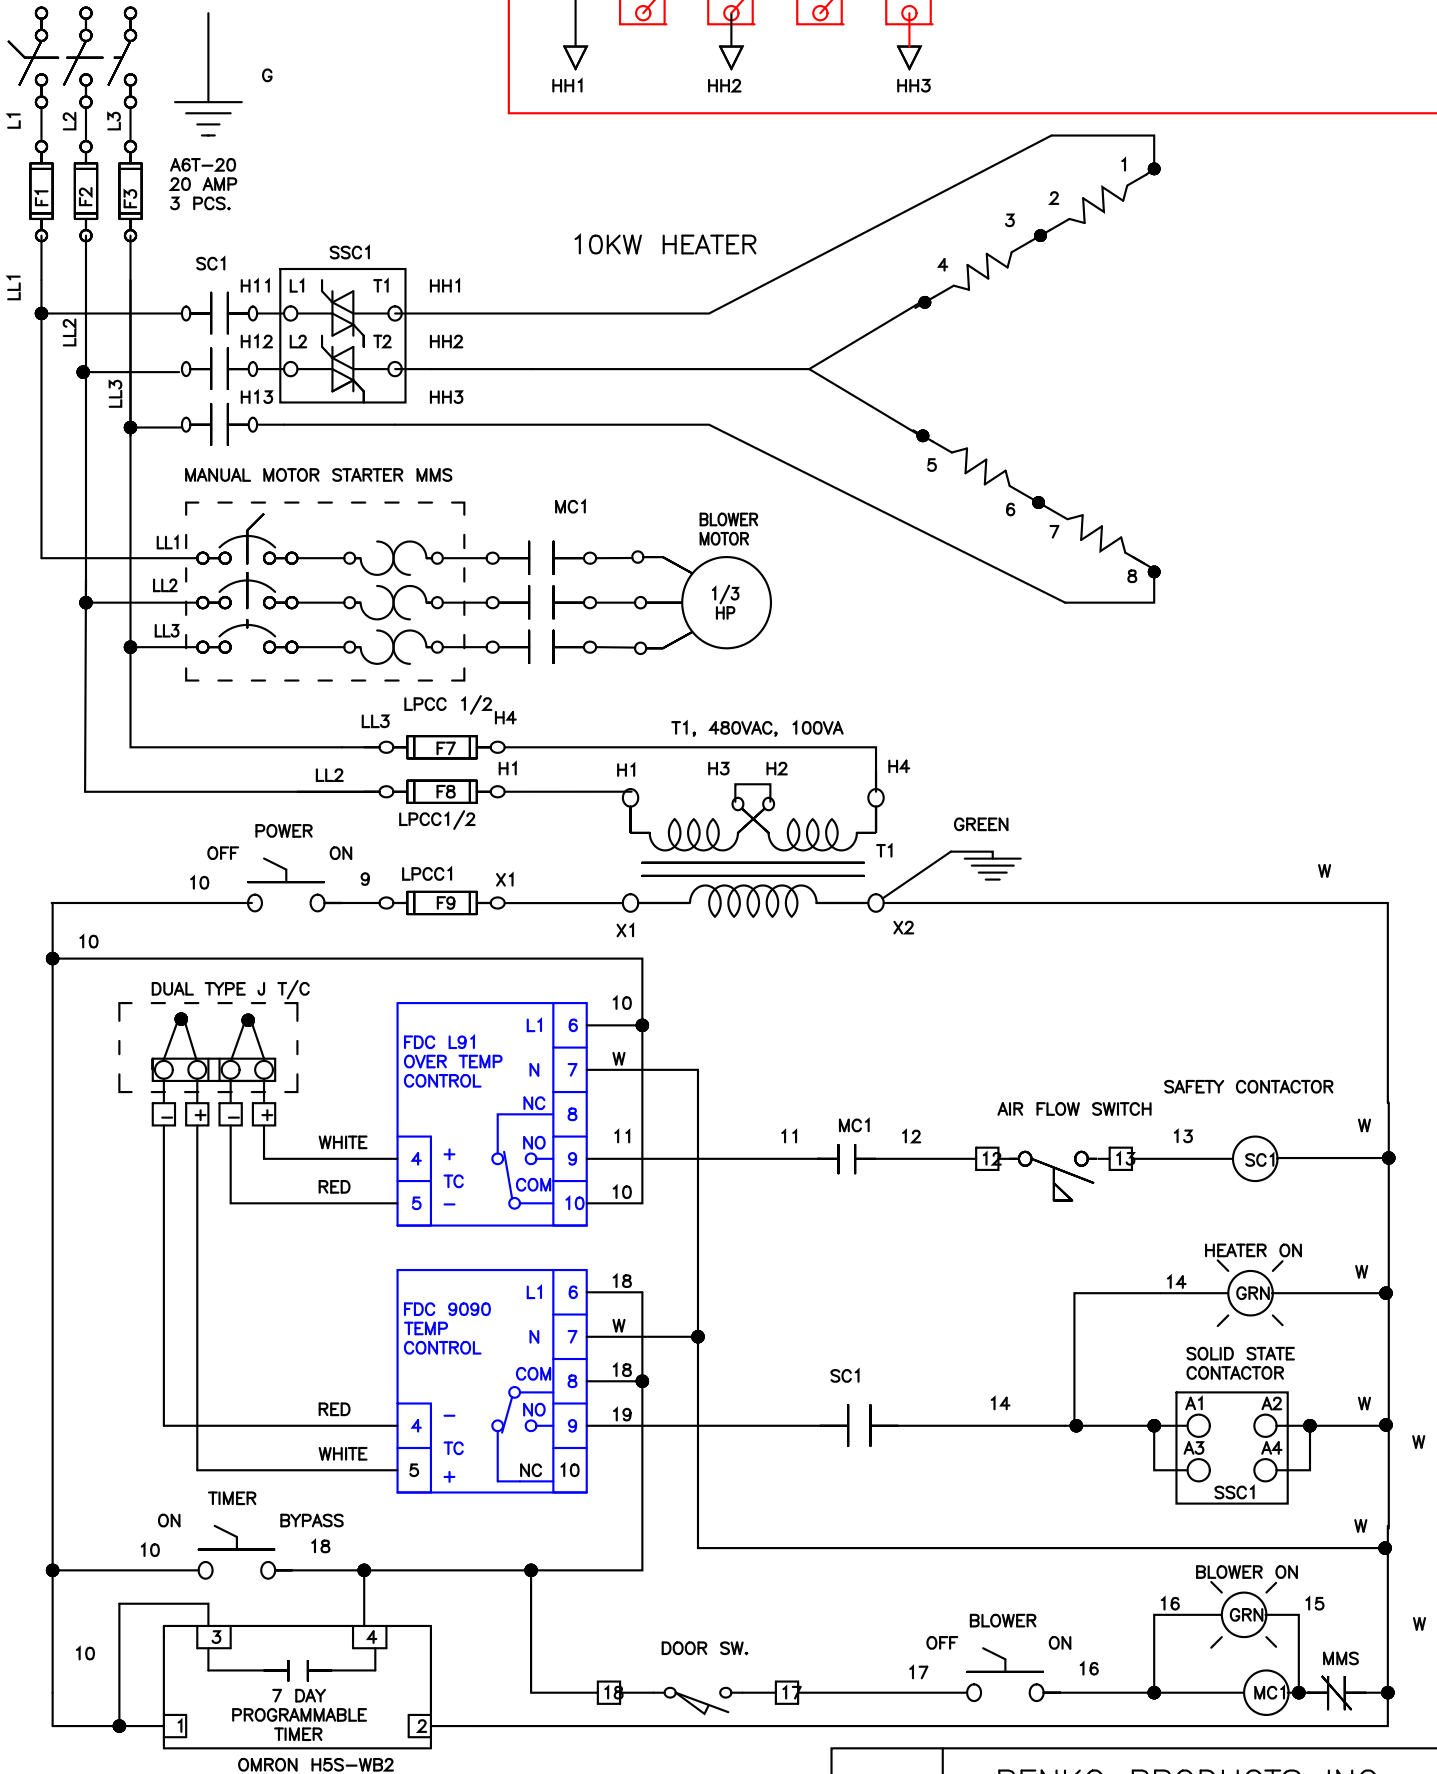 HH1 HH2 HH3
G
L1 L2 L3
A6T-20
20 AMP
3 PCS.
F1 F2 F3
1
2
3
4
10KW HEATER
SC1 SSC1
LL1
H11 L1 T1 HH1
LL2
H12 L2 T2 HH2
LL3
H13 HH3
5
6
7
8
MANUAL MOTOR STARTER MMS
MC1
BLOWER
MOTOR
LL1
LL2
LL3
1/3
HP
LPCC 1/2
LL3 H4
F7
T1, 480VAC, 100VA
LL2 H1 H1 H3 H2 H4
F8
LPCC1/2
POWER
OFF ON
T1
GREEN
10 9 LPCC1 X1
F9
W
X1 X2
10
DUAL TYPE J T/C
10
L1 6
FDC L91
OVER TEMP
CONTROL
W
N 7
NC 8
- + - +
WHITE
4 + NO 9 11
TC
RED
5 - COM 10 10
11 MC1 12
AIR FLOW SWITCH
12 13
13
SAFETY CONTACTOR
SC1
W
18
L1 6
FDC 9090
TEMP
CONTROL
W
N 7
18
COM 8
RED
4 - NO 9 19
TC
WHITE
5 + NC 10
HEATER ON
14 GRN W
SOLID STATE
CONTACTOR
SC1 14
A1 A2
A3 A4
SSC1
W
W
W
TIMER
ON BYPASS
10 18
10
3 4
7 DAY
PROGRAMMABLE
TIMER
1 2
OMRON H5S-WB2
DOOR SW.
18 17
BLOWER
OFF ON
17 16
BLOWER ON
16 GRN 15
W
MMS
MC1
PENKO PRODUCTS INC